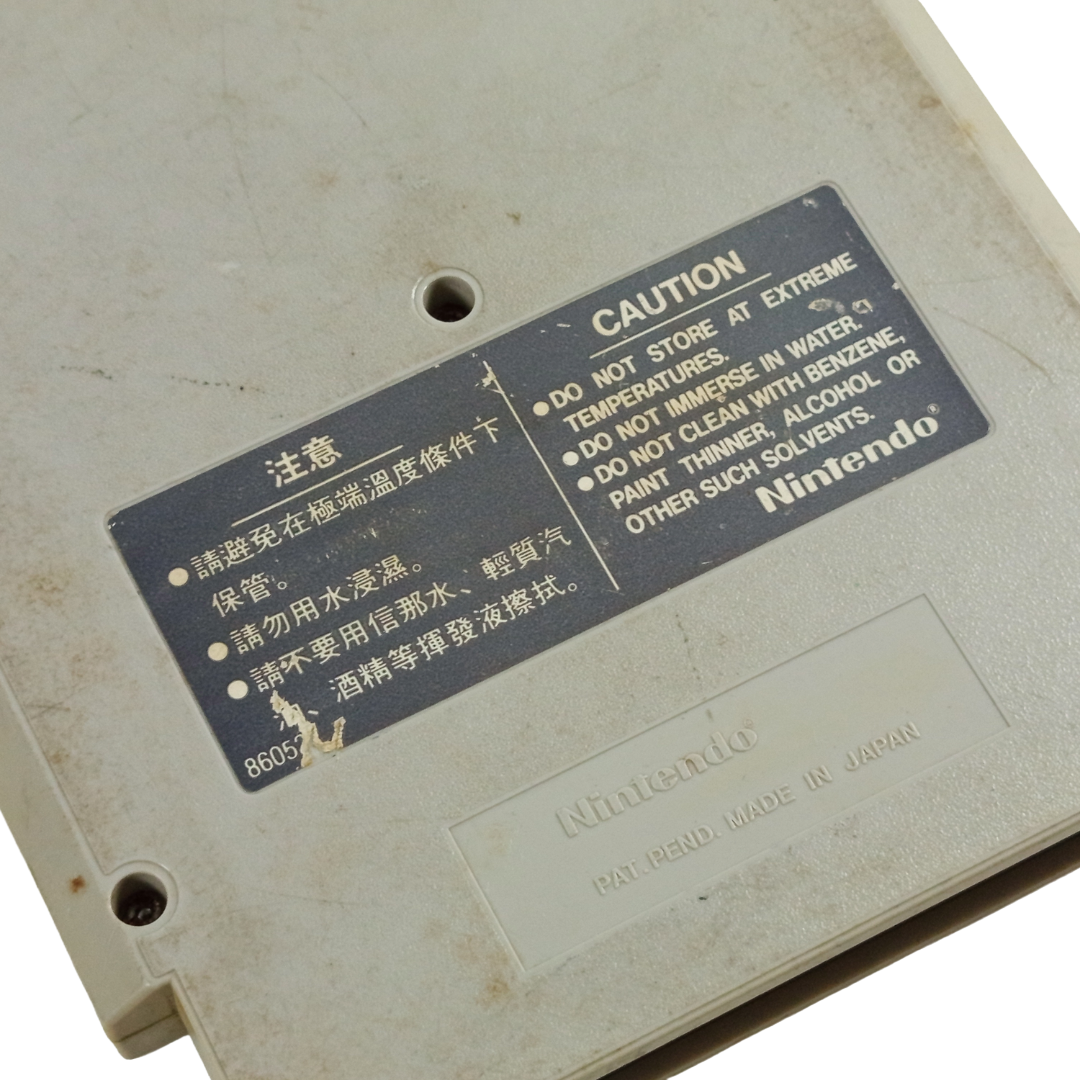 注意
●請避免在極端溫度條件下
保管。
●請勿用水浸濕。
●請不要用信那水、輕質汽
、酒精等揮發液擦拭。
8605
CAUTION
●DO NOT STORE AT EXTREME
TEMPERATURES.
●DO NOT IMMERSE IN WATER.
●DO NOT CLEAN WITH BENZENE,
PAINT THINNER, ALCOHOL OR
OTHER SUCH SOLVENTS.
Nintendo®
Nintendo®
PAT. PEND. MADE IN JAPAN